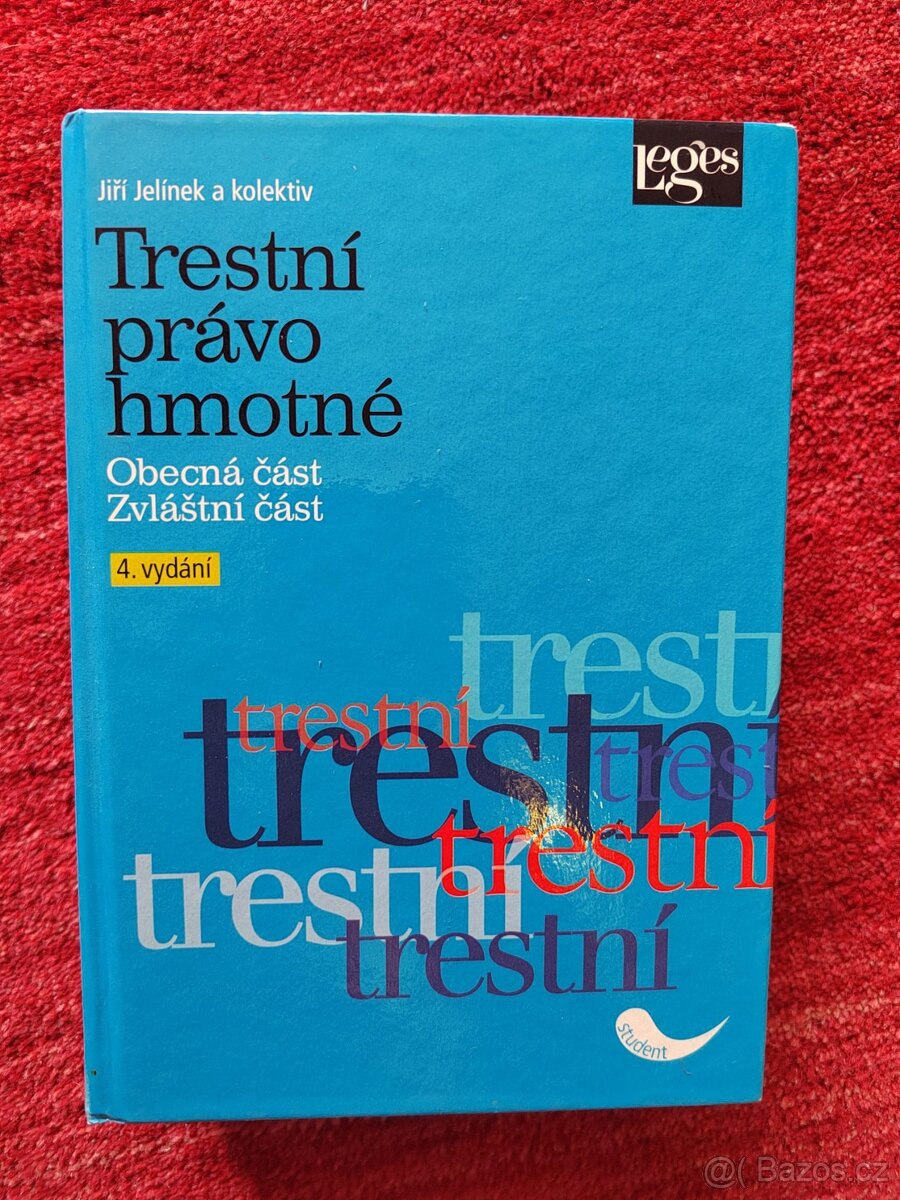 Leges
Jiří Jelínek a kolektiv
Trestní
právo
hmotné
Obecná část
Zvláštní část
4. vydání
trestní
trestní
trestní
trestní
trestní
trestní
trestní
student
@( Bazos.cz